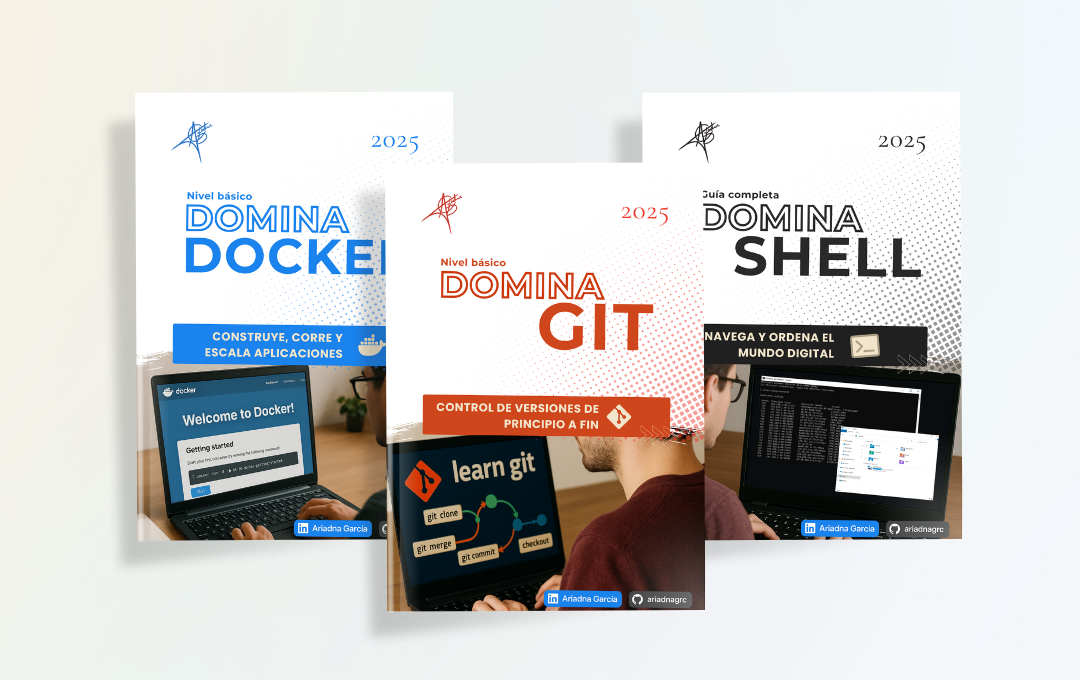 2025
Nivel básico
DOMINA
DOCKE
CONSTRUYE, CORRE Y
ESCALA APLICACIONES
docker
Welcome to Docker!
Getting started
Ariadna García
2025
Nivel básico
DOMINA
GIT
CONTROL DE VERSIONES DE
PRINCIPIO A FIN
learn git
git clone
git merge
git commit
checkout
Ariadna García
ariadnagrc
2025
Guía completa
DOMINA
SHELL
NAVEGA Y ORDENA EL
MUNDO DIGITAL
Ariadna García
ariadnagrc